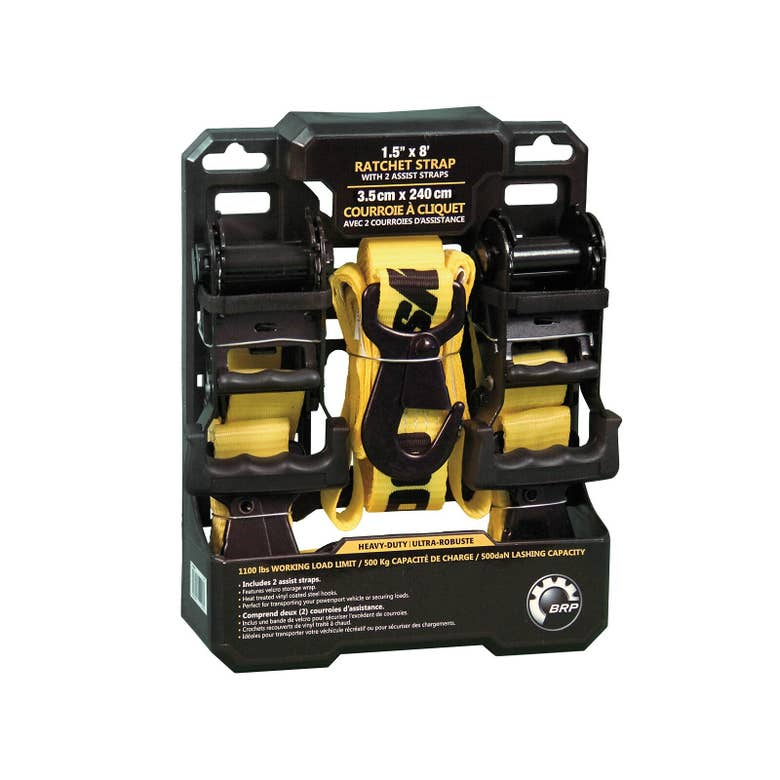 1.5" x 8'
RATCHET STRAP
WITH 2 ASSIST STRAPS
3.5 cm x 240 cm
COURROIE À CLIQUET
AVEC 2 COURROIES D'ASSISTANCE
HEAVY-DUTY | ULTRA-ROBUSTE
1100 lbs WORKING LOAD LIMIT / 500 Kg CAPACITÉ DE CHARGE / 500daN LASHING CAPACITY
• Includes 2 assist straps.
• Features velcro storage wrap.
• Heat treated vinyl coated steel hooks.
• Perfect for transporting your powersport vehicle or securing loads.
• Comprend deux (2) courroies d'assistance.
• Inclus une bande de velcro pour sécuriser l'exédent de courroies.
• Crochets recouverts de vinyl traité à chaud.
• Idéales pour transporter votre véhicule récréatif ou pour sécuriser des chargements.
BRP